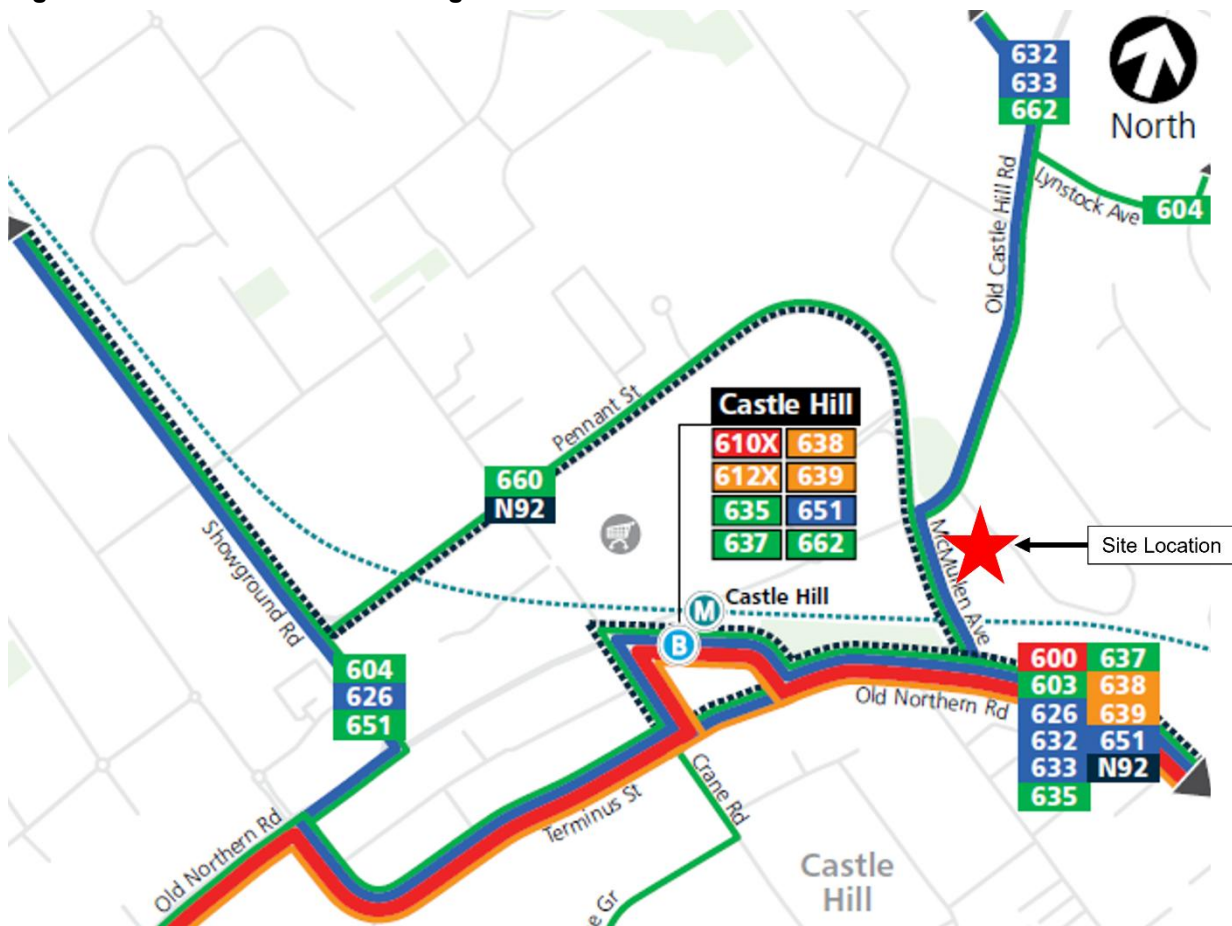 632
633
662
North
Lynstock Ave
604
Old Castle Hill Rd
Pennant St
660
N92
Castle Hill
610X 638
612X 639
635 651
637 662
Showground Rd
McMullen Ave
Site Location
M
Castle Hill
B
604
626
651
600 637
603 638
626 639
632 651
633 N92
635
Old Northern Rd
Crane Rd
Terminus St
Old Northern Rd
Castle
Hill
e Gr